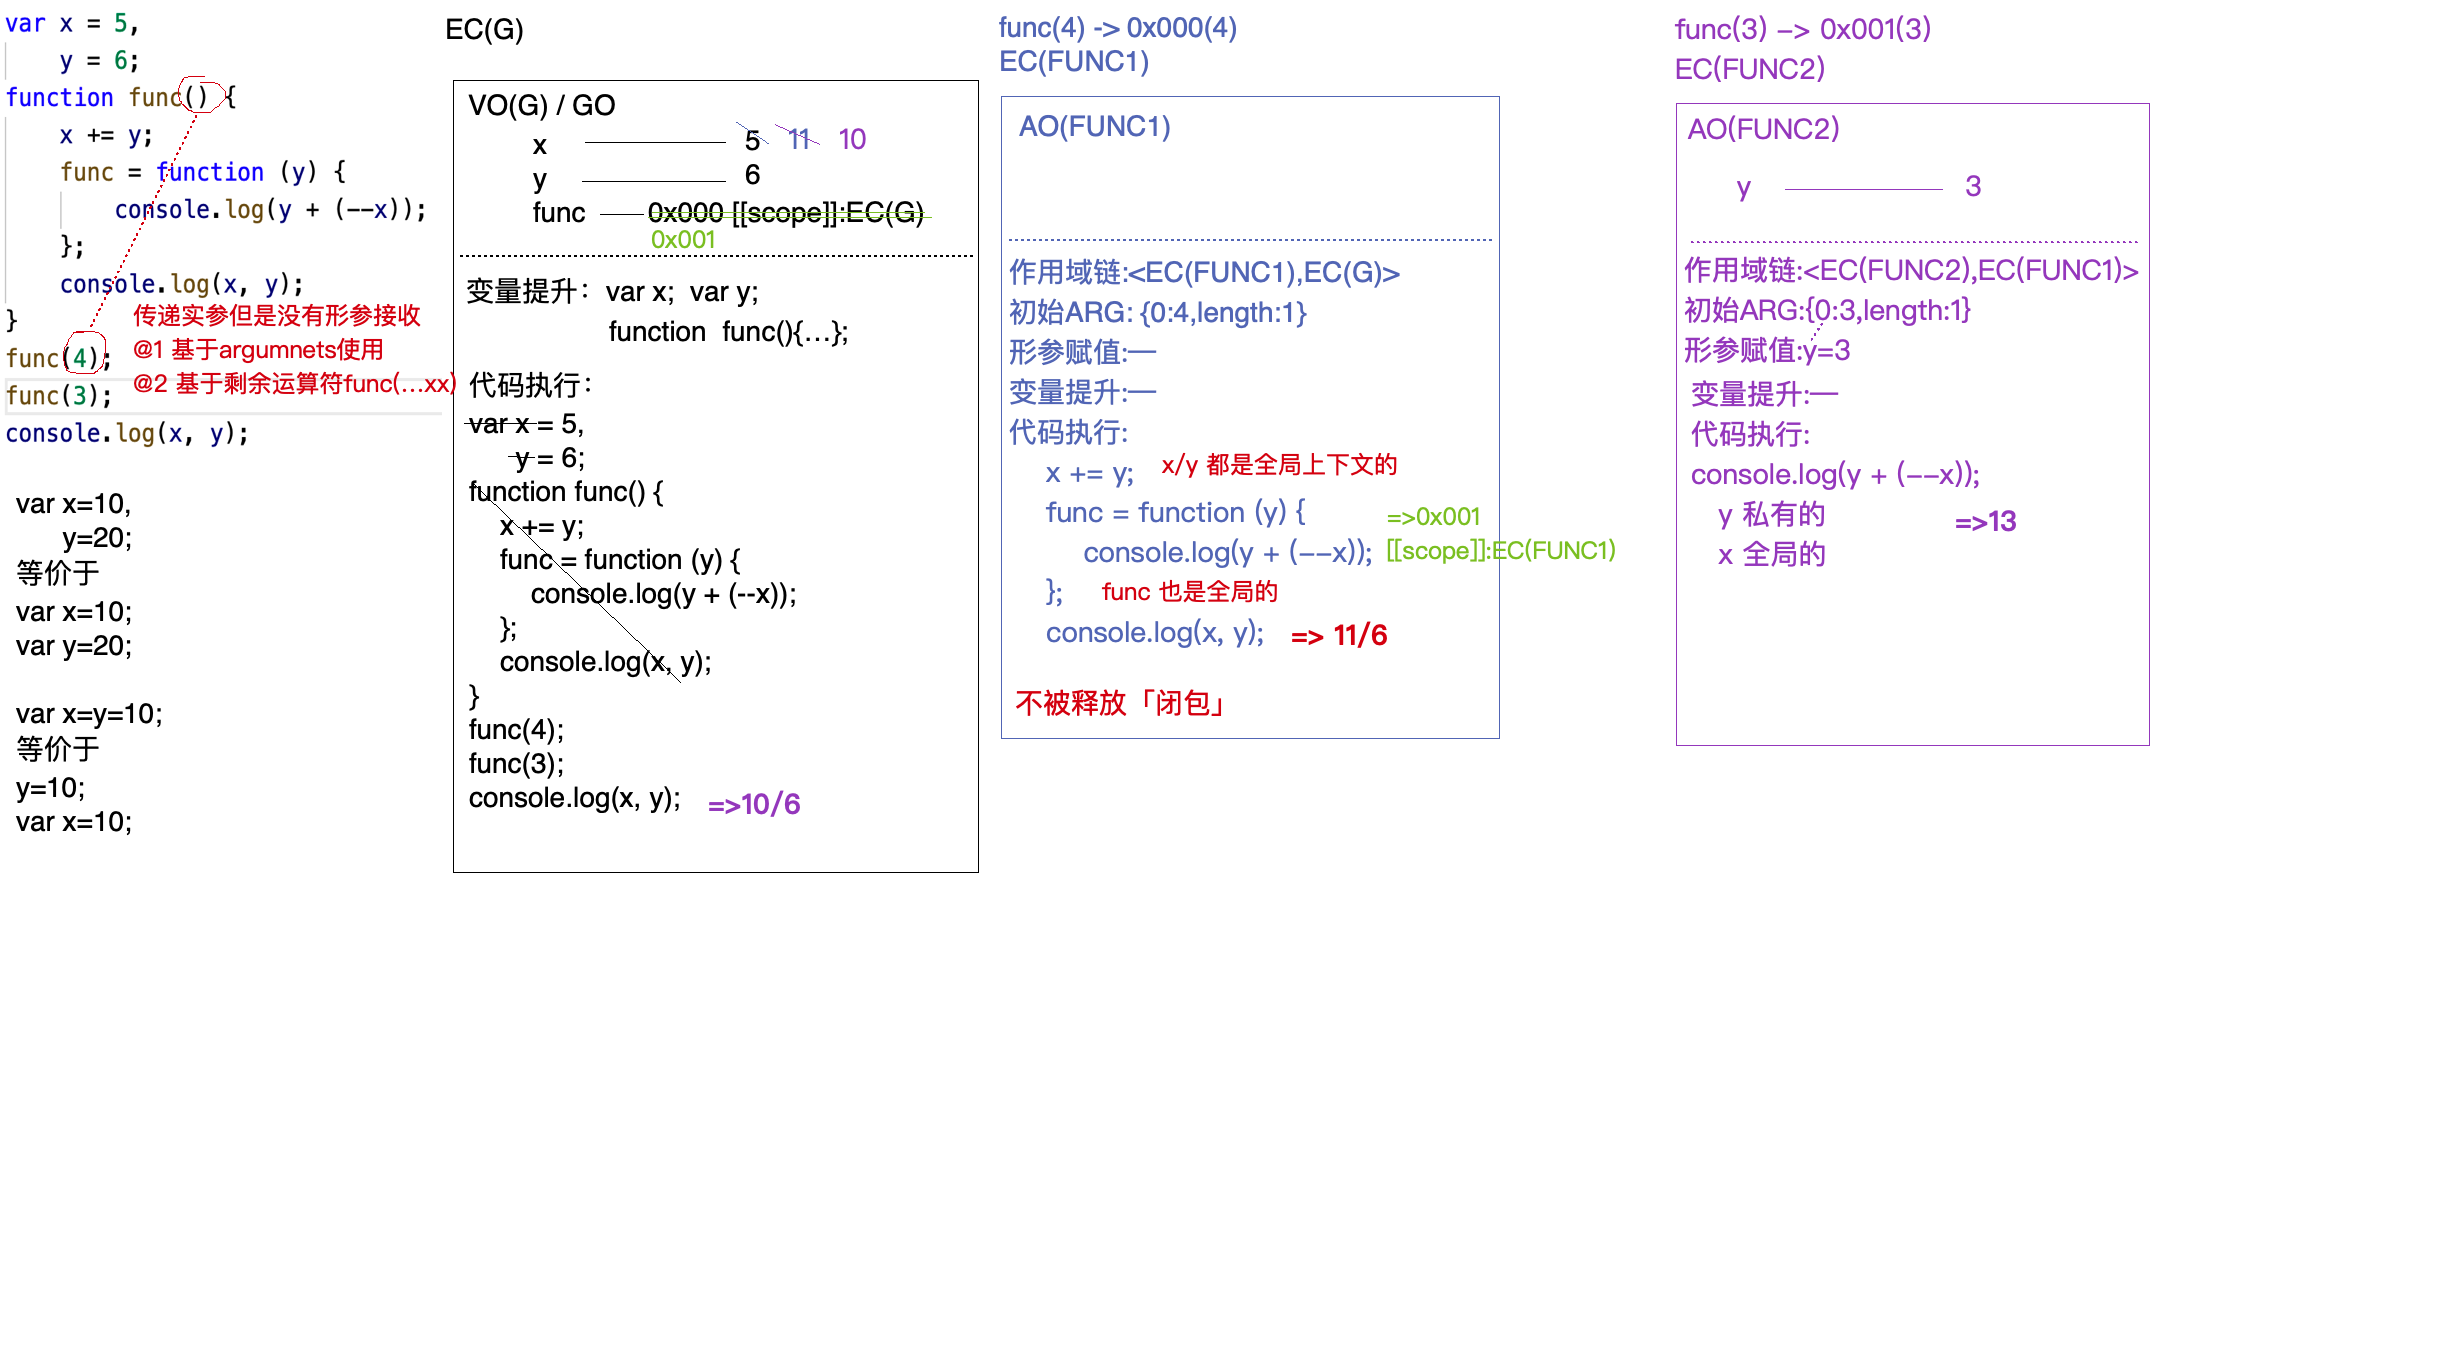 var x = 5,
    y = 6;
function func() {
    x += y;
    func = function (y) {
        console.log(y + (--x));
    };
    console.log(x, y);
}
func(4);
func(3);
console.log(x, y);
传递实参但是没有形参接收
@1 基于argumnets使用
@2 基于剩余运算符func(...xx)
var x=10,
    y=20;
等价于
var x=10;
var y=20;
var x=y=10;
等价于
y=10;
var x=10;
EC(G)
VO(G) / GO
x 5 11 10
y 6
func 0x000 [[scope]]:EC(G)
0x001
变量提升： var x; var y;
function func(){...};
代码执行：
var x = 5,
    y = 6;
function func() {
    x += y;
    func = function (y) {
        console.log(y + (--x));
    };
    console.log(x, y);
}
func(4);
func(3);
console.log(x, y); =>10/6
func(4) -> 0x000(4)
EC(FUNC1)
AO(FUNC1)
作用域链:<EC(FUNC1),EC(G)>
初始ARG: {0:4,length:1}
形参赋值:—
变量提升:—
代码执行:
x += y; x/y 都是全局上下文的
func = function (y) { =>0x001
console.log(y + (--x)); [[scope]]:EC(FUNC1)
}; func 也是全局的
console.log(x, y); => 11/6
不被释放「闭包」
func(3) -> 0x001(3)
EC(FUNC2)
AO(FUNC2)
y 3
作用域链:<EC(FUNC2),EC(FUNC1)>
初始ARG:{0:3,length:1}
形参赋值:y=3
变量提升:—
代码执行:
console.log(y + (--x));
y 私有的 =>13
x 全局的